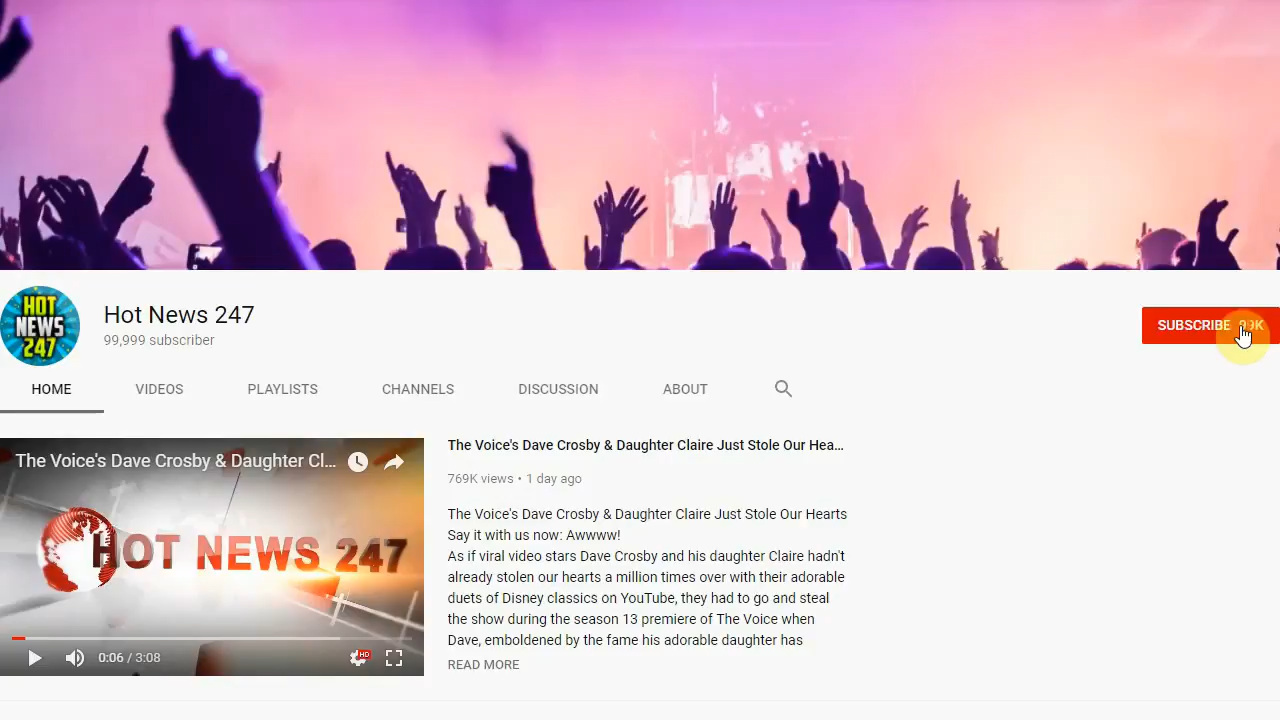 Hot News 247
99,999 subscriber
HOT
NEWS
247
SUBSCRIBE
HOME
VIDEOS
PLAYLISTS
CHANNELS
DISCUSSION
ABOUT
The Voice's Dave Crosby & Daughter Cl...
HOT NEWS 247
0:06 / 3:08
HD
The Voice's Dave Crosby & Daughter Claire Just Stole Our Hea...
769K views • 1 day ago
The Voice's Dave Crosby & Daughter Claire Just Stole Our Hearts
Say it with us now: Awwww!
As if viral video stars Dave Crosby and his daughter Claire hadn't
already stolen our hearts a million times over with their adorable
duets of Disney classics on YouTube, they had to go and steal
the show during the season 13 premiere of The Voice when
Dave, emboldened by the fame his adorable daughter has
READ MORE